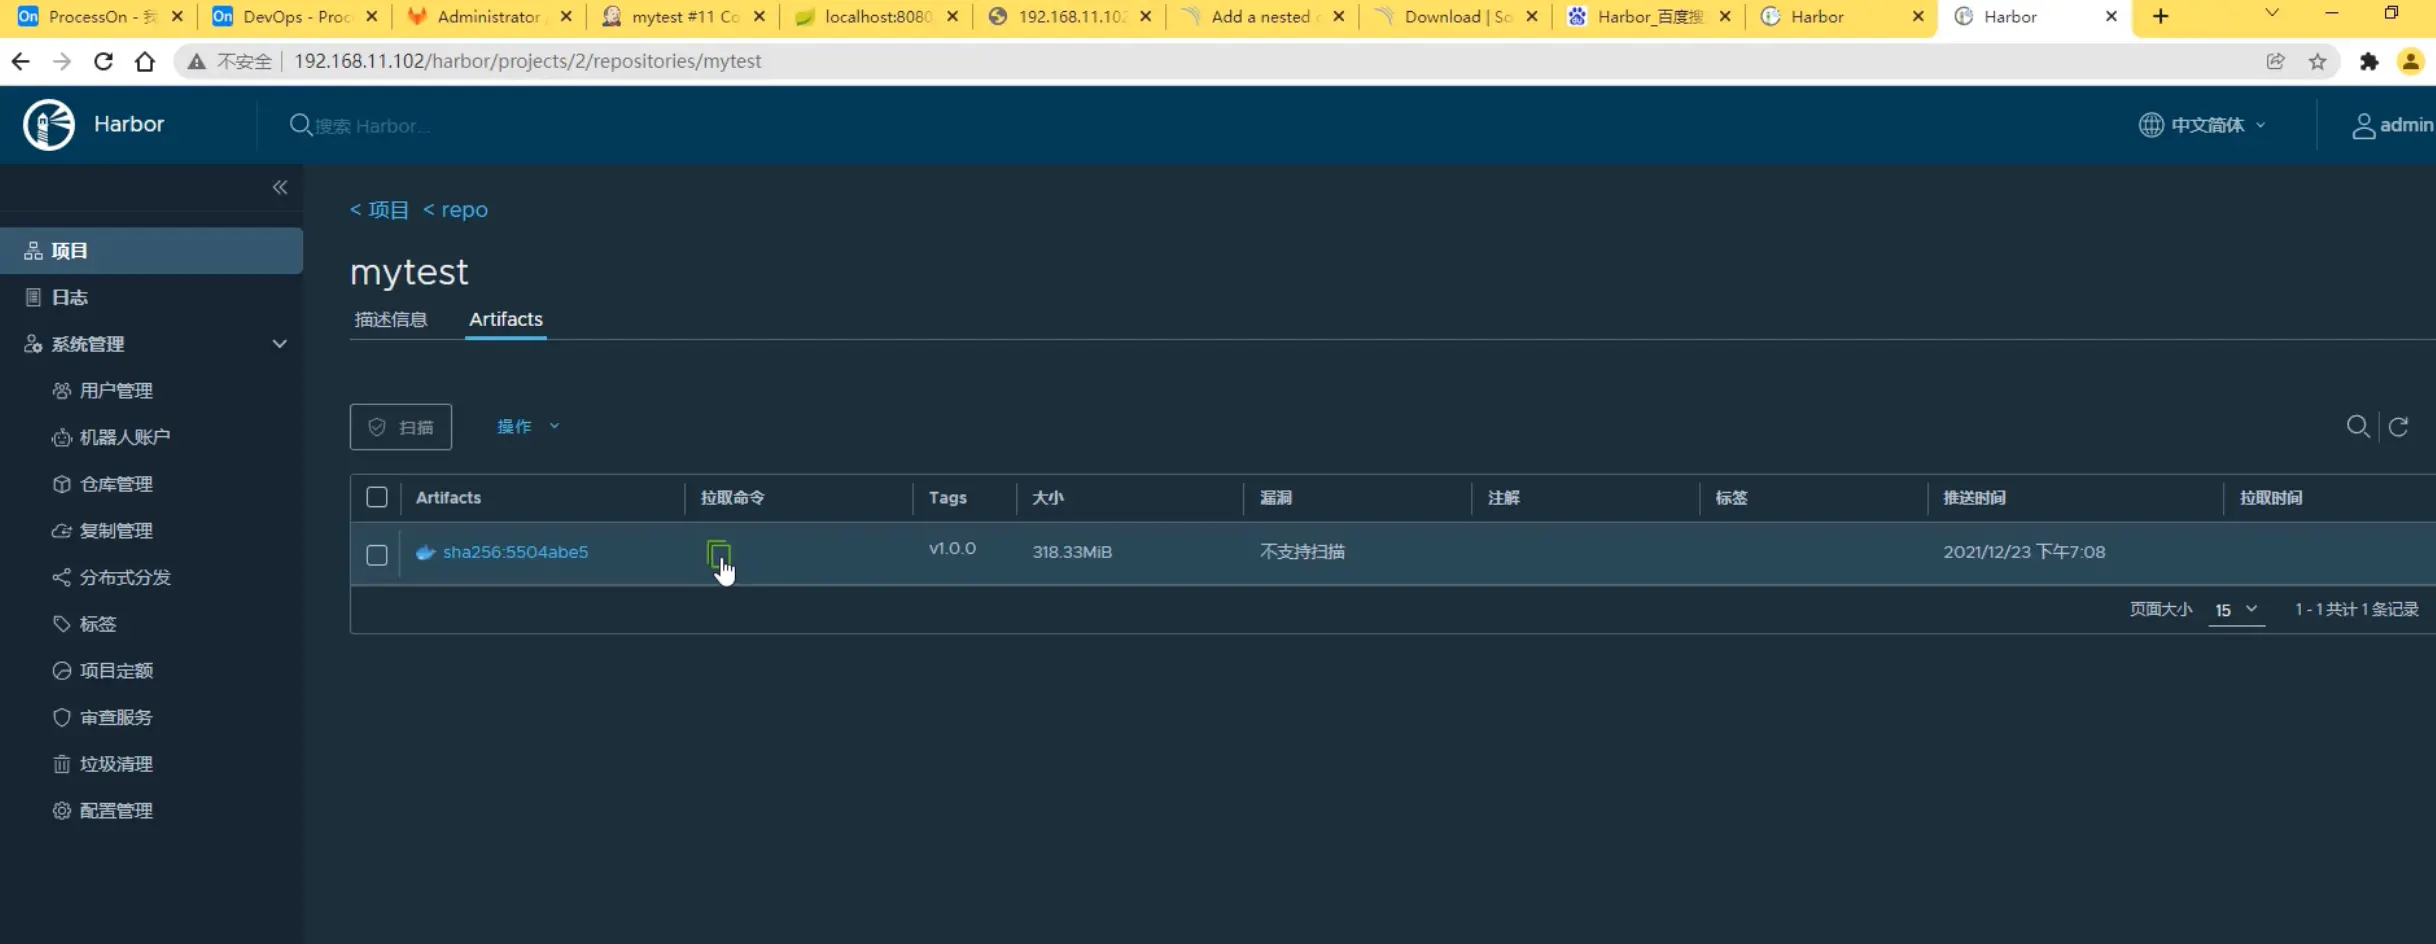 ProcessOn - 我
DevOps - Proc
Administrator
mytest #11 Co
localhost:8080
192.168.11.102
Add a nested
Download | So
Harbor_百度搜
Harbor
Harbor
不安全 192.168.11.102/harbor/projects/2/repositories/mytest
Harbor
搜索 Harbor...
中文简体
admin
项目
日志
系统管理
用户管理
机器人账户
仓库管理
复制管理
分布式分发
标签
项目定额
审查服务
垃圾清理
配置管理
< 项目 < repo
mytest
描述信息 Artifacts
扫描 操作
Artifacts 拉取命令 Tags 大小 漏洞 注解 标签 推送时间 拉取时间
sha256:5504abe5 v1.0.0 318.33MiB 不支持扫描 2021/12/23 下午7:08
页面大小 15 1 - 1 共计 1 条记录